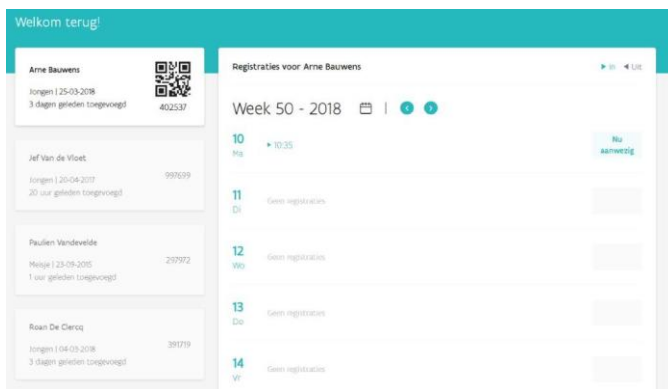 Welkom terug!
Arne Bauwens
Jongen | 25-03-2018
3 dagen geleden toegevoegd
402537
Jef Van de Vloet
Jongen | 20-04-2017
20 uur geleden toegevoegd
997699
Paulien Vandevelde
Meisje | 23-09-2015
1 uur geleden toegevoegd
297972
Roan De Clercq
Jongen | 04-03-2018
3 dagen geleden toegevoegd
391719
Registraties voor Arne Bauwens
In Uit
Week 50 - 2018
10
Ma
10:35
Nu
aanwezig
11
Di
Geen registraties
12
Wo
Geen registraties
13
Do
Geen registraties
14
Vr
Geen registraties